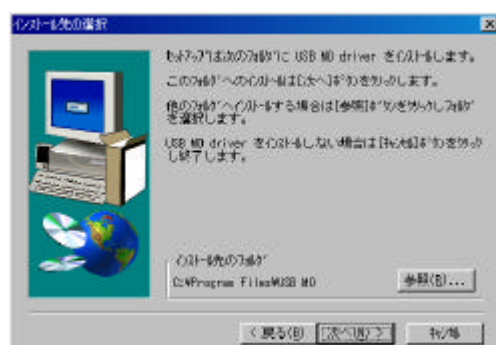 インストール先の選択
セットアップは次のフォルダに USB MO driver をインストールします。
このフォルダへのインストールは[次へ]ボタンをクリックします。
他のフォルダへインストールする場合は[参照]ボタンをクリックしフォルダ
を選択します。
USB MO driver をインストールしない場合は[キャンセル]ボタンをクリック
し終了します。
インストール先のフォルダ
C:¥Program Files¥USB MO
参照(R)...
< 戻る(B)
次へ(N) >
キャンセル